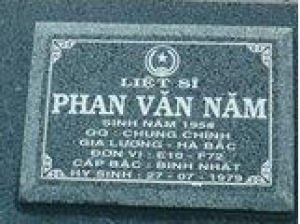 LIỆT SĨ
PHAN VĂN NĂM
SINH NĂM 1958
QQ : CHUNG CHÍNH
GIA LƯƠNG - HÀ BẮC
ĐƠN VỊ : E10 - F72
CẤP BẬC : BINH NHẤT
HY SINH : 27 - 07 - 1979